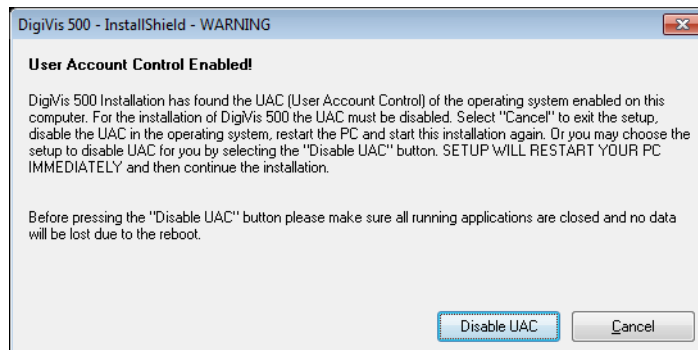 DigiVis 500 - InstallShield - WARNING
User Account Control Enabled!
DigiVis 500 Installation has found the UAC (User Account Control) of the operating system enabled on this
computer. For the installation of DigiVis 500 the UAC must be disabled. Select "Cancel" to exit the setup,
disable the UAC in the operating system, restart the PC and start this installation again. Or you may choose the
setup to disable UAC for you by selecting the "Disable UAC" button. SETUP WILL RESTART YOUR PC
IMMEDIATELY and then continue the installation.
Before pressing the "Disable UAC" button please make sure all running applications are closed and no data
will be lost due to the reboot.
Disable UAC Cancel